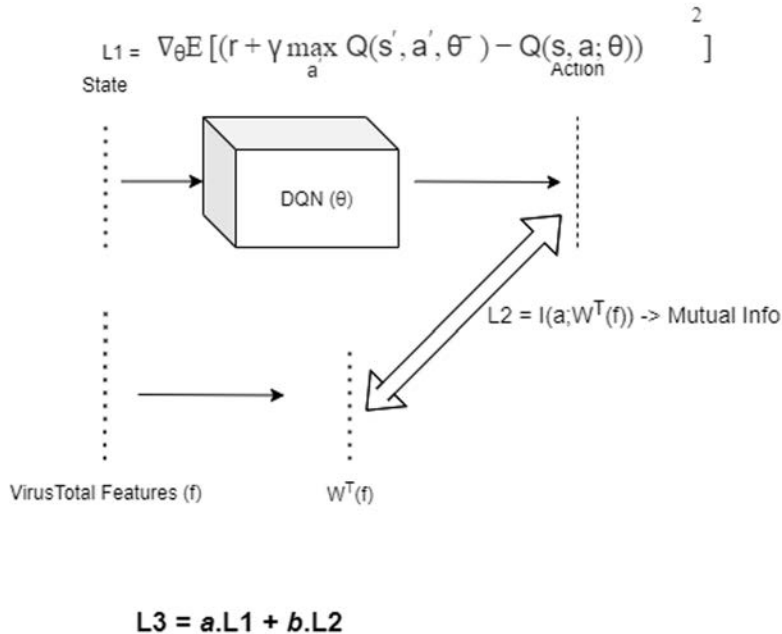 L1 = ∇θE [(r + γ max Q(s′, a′, θ⁻) − Q(s, a; θ))² ]
a
State
Action
DQN (θ)
L2 = I(a;Wᵀ(f)) -> Mutual Info
VirusTotal Features (f)
Wᵀ(f)
L3 = a.L1 + b.L2